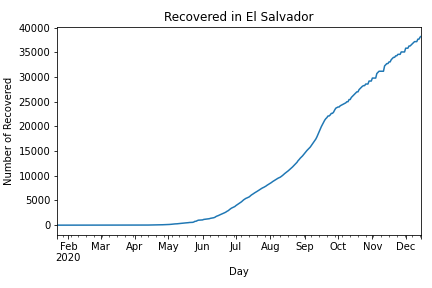 Recovered in El Salvador
Number of Recovered
40000
35000
30000
25000
20000
15000
10000
5000
0
Feb Mar Apr May Jun Jul Aug Sep Oct Nov Dec
2020
Day